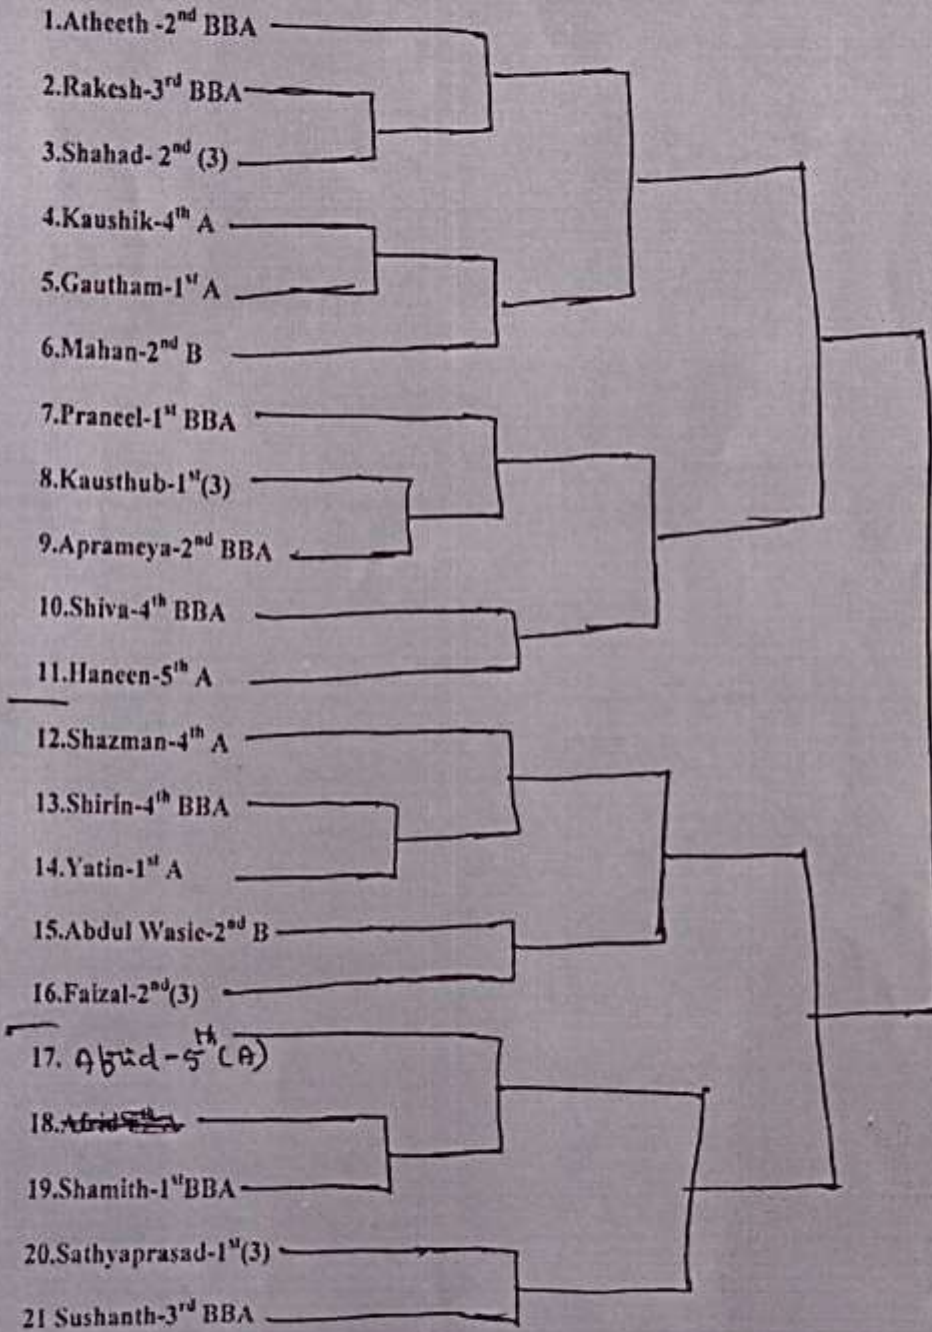 1.Atheeth -2nd BBA
2.Rakesh-3rd BBA
3.Shahad- 2nd (3)
4.Kaushik-4th A
5.Gautham-1st A
6.Mahan-2nd B
7.Praneel-1st BBA
8.Kausthub-1st(3)
9.Aprameya-2nd BBA
10.Shiva-4th BBA
11.Haneen-5th A
12.Shazman-4th A
13.Shirin-4th BBA
14.Yatin-1st A
15.Abdul Wasie-2nd B
16.Faizal-2nd(3)
17. Afrid-5th (A)
18.Afrid-5th A
19.Shamith-1stBBA
20.Sathyaprasad-1st(3)
21 Sushanth-3rd BBA